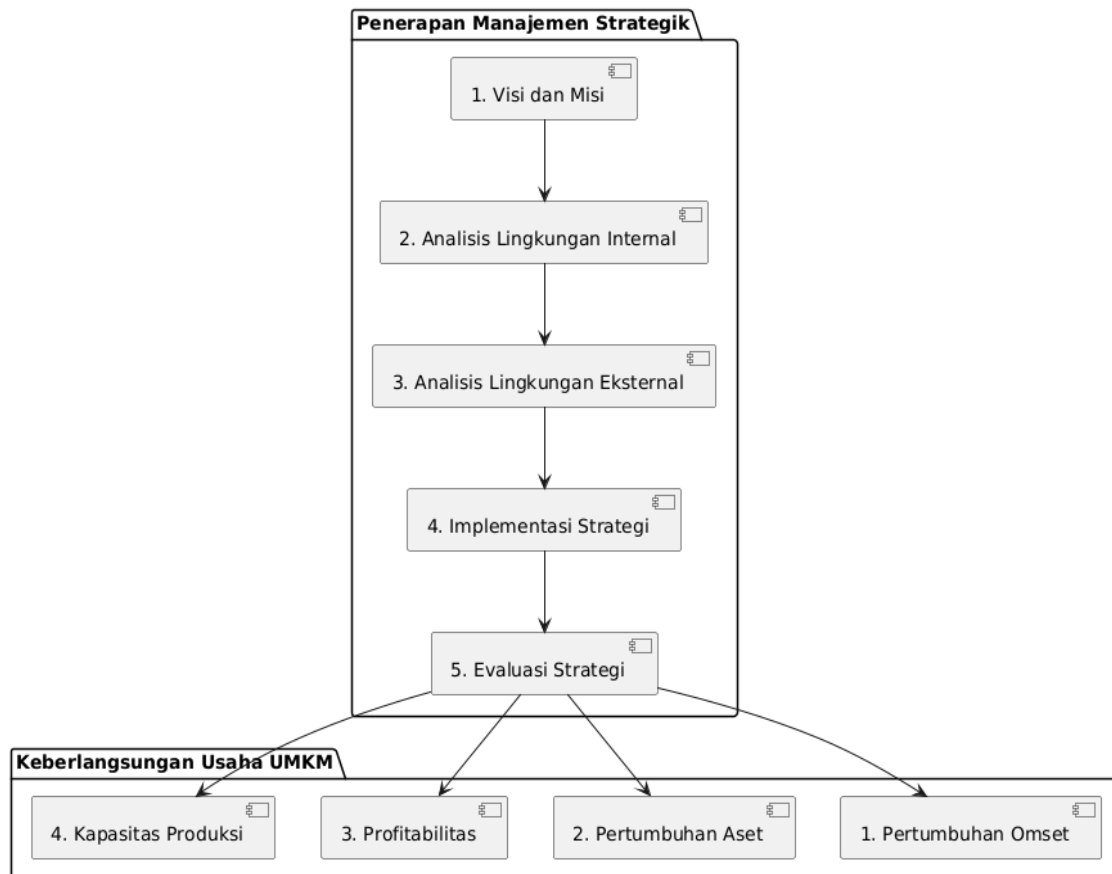 Penerapan Manajemen Strategik
1. Visi dan Misi
2. Analisis Lingkungan Internal
3. Analisis Lingkungan Eksternal
4. Implementasi Strategi
5. Evaluasi Strategi
Keberlangsungan Usaha UMKM
4. Kapasitas Produksi
3. Profitabilitas
2. Pertumbuhan Aset
1. Pertumbuhan Omset